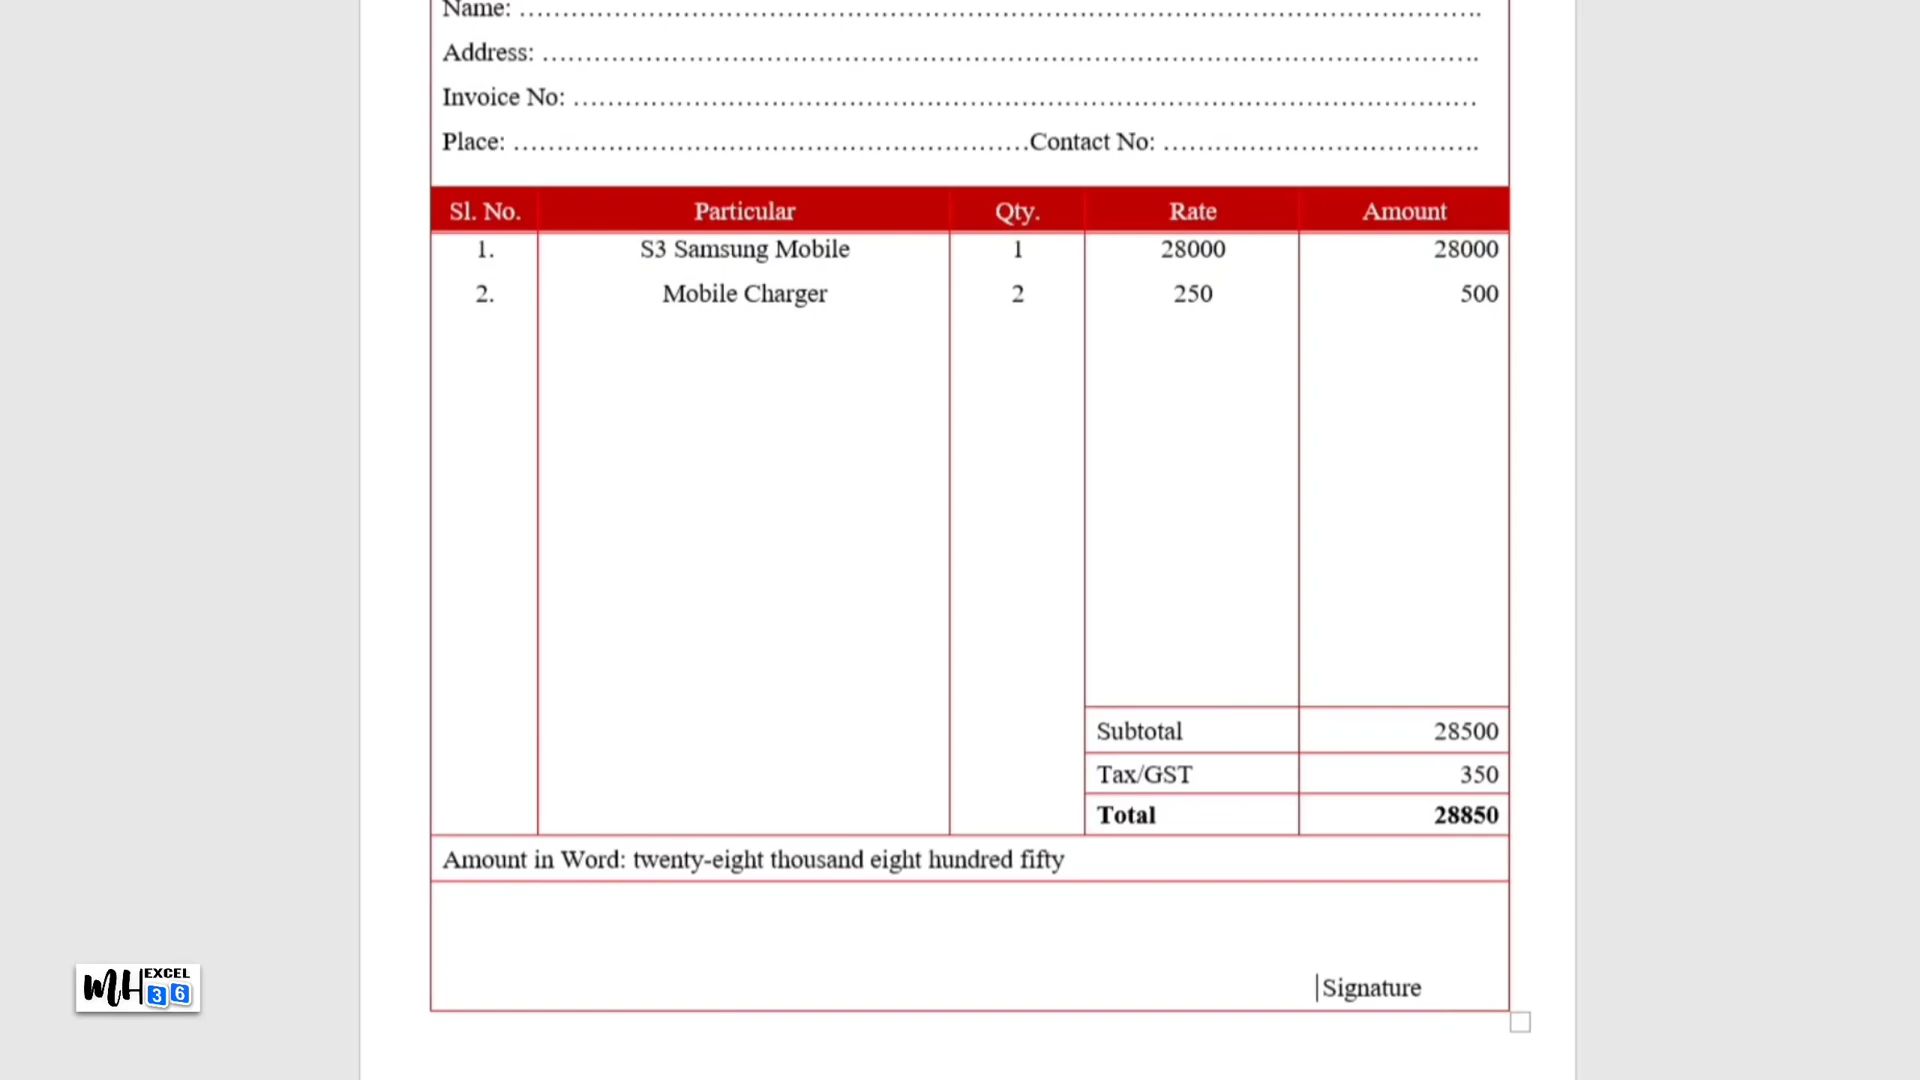 Name: ……………………………………………………………………………………………….
Address: …………………………………………………………………………………………….
Invoice No: …………………………………………………………………………………………
Place: ……………………………………………………Contact No: ……………………………….
Sl. No. Particular Qty. Rate Amount
1. S3 Samsung Mobile 1 28000 28000
2. Mobile Charger 2 250 500
Subtotal 28500
Tax/GST 350
Total 28850
Amount in Word: twenty-eight thousand eight hundred fifty
Signature
MH EXCEL
36